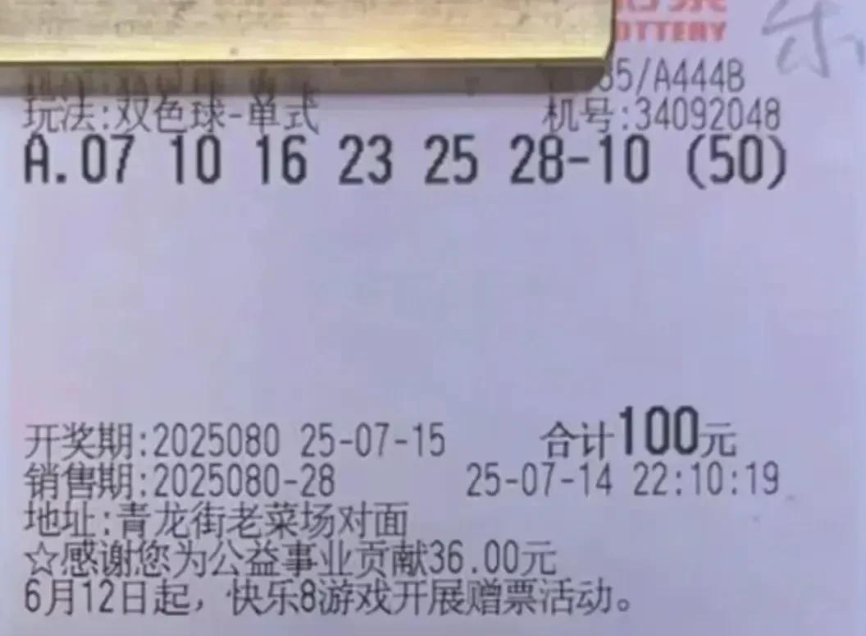 OTTERY
乐
85/A444B
玩法:双色球-单式
机号:34092048
A.07 10 16 23 25 28-10 (50)
开奖期:2025080 25-07-15 合计100元
销售期:2025080-28 25-07-14 22:10:19
地址:青龙街老菜场对面
☆感谢您为公益事业贡献36.00元
6月12日起，快乐8游戏开展赠票活动。